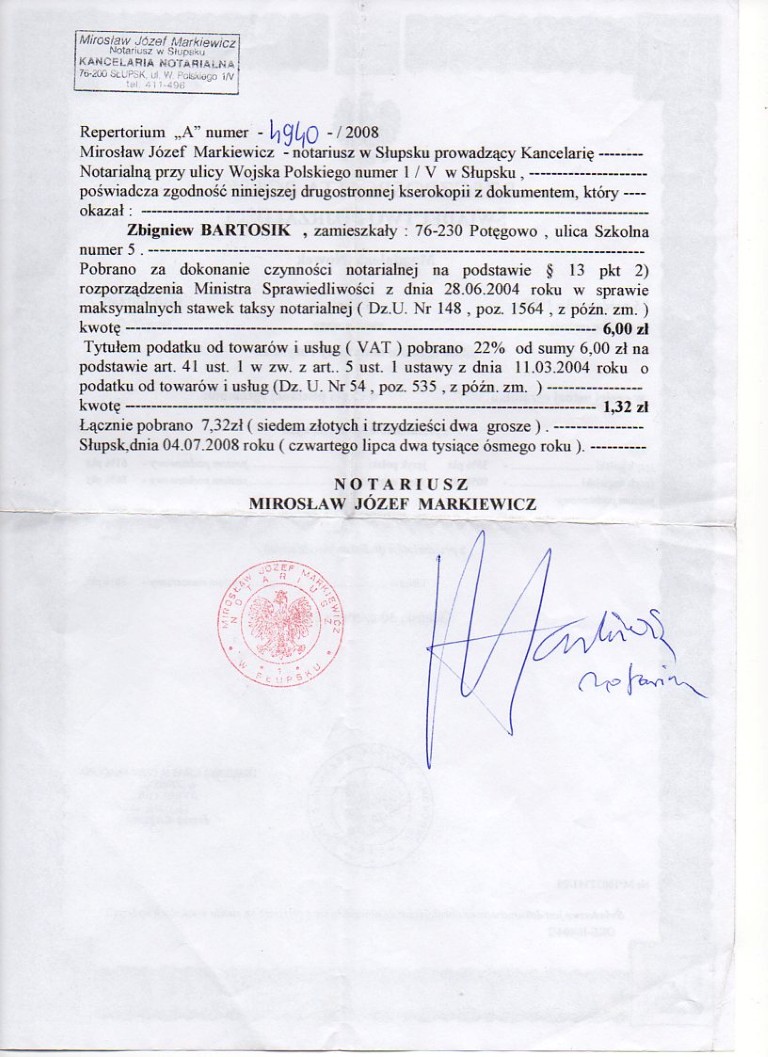 Mirosław Józef Markiewicz
Notariusz w Słupsku
KANCELARIA NOTARIALNA
76-200 SŁUPSK, ul. W. Polskiego 1/V
tel. 411-496
Repertorium „A” numer - 4940 - / 2008
Mirosław Józef Markiewicz - notariusz w Słupsku prowadzący Kancelarię --------
Notarialną przy ulicy Wojska Polskiego numer 1 / V w Słupsku , --------------------
poświadcza zgodność niniejszej drugostronnej kserokopii z dokumentem, który ----
okazał : ------------------------------------------------------------------------------------
Zbigniew BARTOSIK , zamieszkały : 76-230 Potęgowo , ulica Szkolna
numer 5 . ------------------------------------------------------------------------------------
Pobrano za dokonanie czynności notarialnej na podstawie § 13 pkt 2)
rozporządzenia Ministra Sprawiedliwości z dnia 28.06.2004 roku w sprawie
maksymalnych stawek taksy notarialnej ( Dz.U. Nr 148 , poz. 1564 , z późn. zm. )
kwotę -------------------------------------------------------------------------------- 6,00 zł
Tytułem podatku od towarów i usług ( VAT ) pobrano 22% od sumy 6,00 zł na
podstawie art. 41 ust. 1 w zw. z art.. 5 ust. 1 ustawy z dnia 11.03.2004 roku o
podatku od towarów i usług (Dz. U. Nr 54 , poz. 535 , z późn. zm. ) ----------------
kwotę -------------------------------------------------------------------------------- 1,32 zł
Łącznie pobrano 7,32zł ( siedem złotych i trzydzieści dwa grosze ) . ----------------
Słupsk,dnia 04.07.2008 roku ( czwartego lipca dwa tysiące ósmego roku ). ----------
NOTARIUSZ
MIROSŁAW JÓZEF MARKIEWICZ
MIROSŁAW JÓZEF MARKIEWICZ
NOTARIUSZ
* 1 *
* W SŁUPSKU *